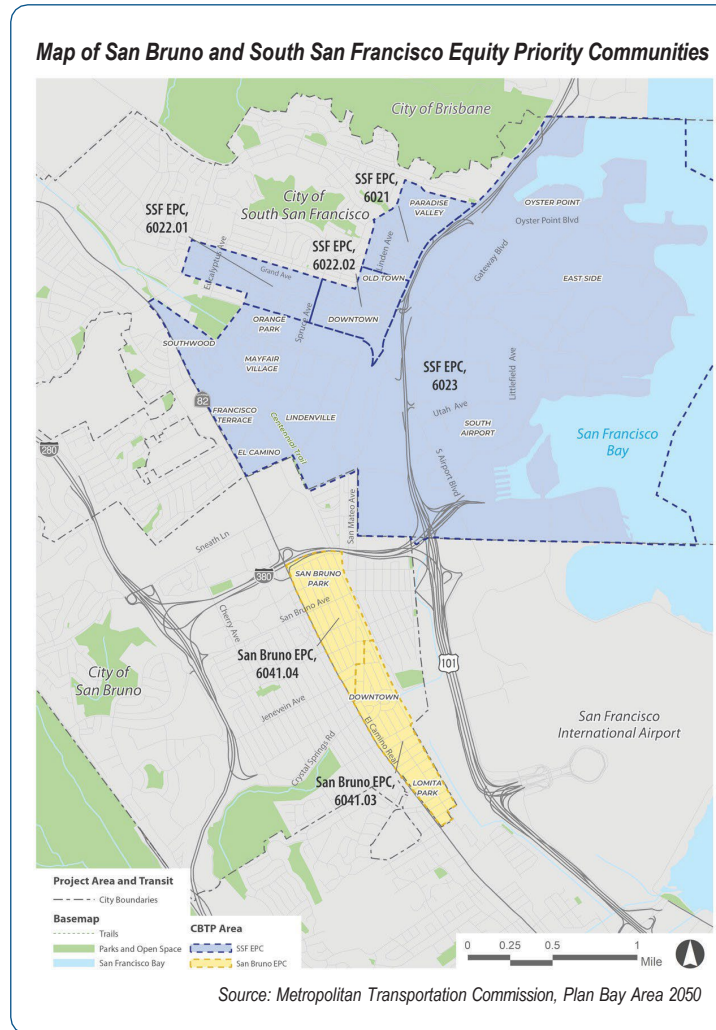 Map of San Bruno and South San Francisco Equity Priority Communities
City of Brisbane
SSF EPC,
6021
City of
South San Francisco
PARADISE
VALLEY
OYSTER POINT
Oyster Point Blvd
SSF EPC,
6022.01
SSF EPC,
6022.02
Linden Ave
Eucalyptus Ave
Grand Ave
Gateway Blvd
OLD TOWN
EAST SIDE
Spruce Ave
ORANGE
PARK
DOWNTOWN
SOUTHWOOD
MAYFAIR
VILLAGE
SSF EPC,
6023
Littlefield Ave
82
FRANCISCO
TERRACE
LINDENVILLE
Utah Ave
SOUTH
AIRPORT
San Francisco
Bay
Centennial Trail
EL CAMINO
280
S Airport Blvd
San Mateo Ave
Sneath Ln
380
SAN BRUNO
PARK
San Bruno Ave
Cherry Ave
San Bruno EPC,
6041.04
101
City of
San Bruno
DOWNTOWN
Jenevein Ave
El Camino Real
San Francisco
International Airport
Crystal Springs Rd
San Bruno EPC,
6041.03
LOMITA
PARK
Project Area and Transit
City Boundaries
Basemap
Trails
Parks and Open Space
San Francisco Bay
CBTP Area
SSF EPC
San Bruno EPC
0 0.25 0.5 1
Mile
Source: Metropolitan Transportation Commission, Plan Bay Area 2050